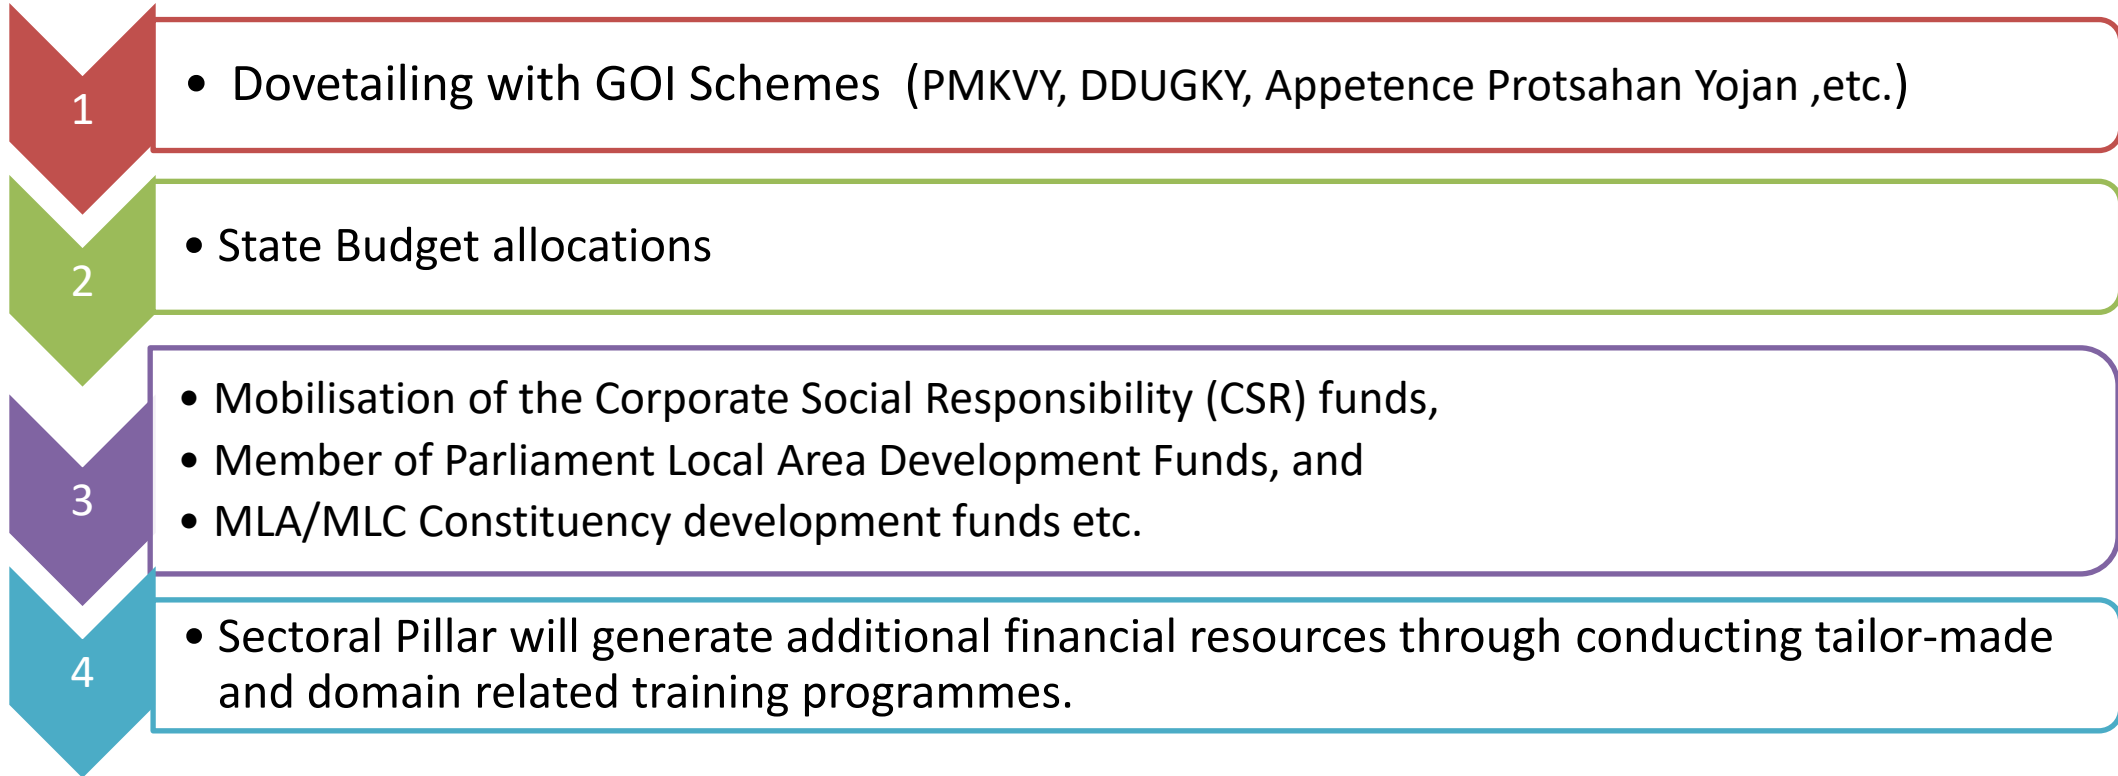 1
• Dovetailing with GOI Schemes (PMKVY, DDUGKY, Appetence Protsahan Yojan ,etc.)
2
• State Budget allocations
3
• Mobilisation of the Corporate Social Responsibility (CSR) funds,
• Member of Parliament Local Area Development Funds, and
• MLA/MLC Constituency development funds etc.
4
• Sectoral Pillar will generate additional financial resources through conducting tailor-made
and domain related training programmes.